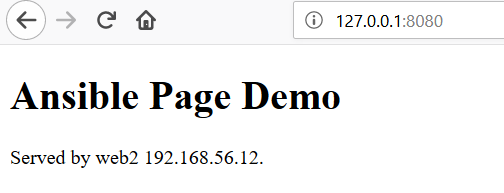 127.0.0.1:8080
Ansible Page Demo
Served by web2 192.168.56.12.